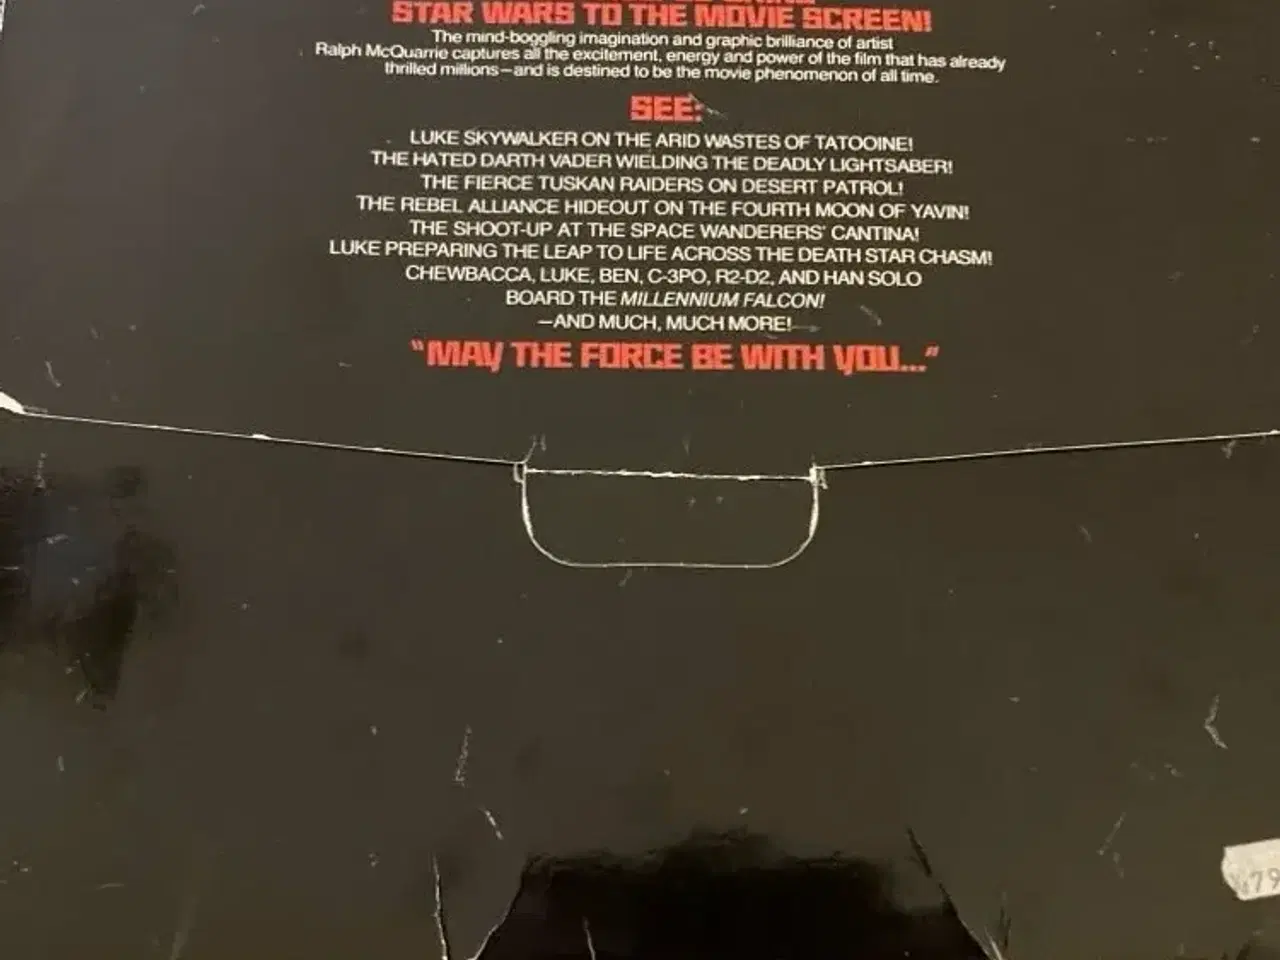 STAR WARS TO THE MOVIE SCREEN!
The mind-boggling imagination and graphic brilliance of artist
Ralph McQuarrie captures all the excitement, energy and power of the film that has already
thrilled millions—and is destined to be the movie phenomenon of all time.
SEE:
LUKE SKYWALKER ON THE ARID WASTES OF TATOOINE!
THE HATED DARTH VADER WIELDING THE DEADLY LIGHTSABER!
THE FIERCE TUSKAN RAIDERS ON DESERT PATROL!
THE REBEL ALLIANCE HIDEOUT ON THE FOURTH MOON OF YAVIN!
THE SHOOT-UP AT THE SPACE WANDERERS' CANTINA!
LUKE PREPARING THE LEAP TO LIFE ACROSS THE DEATH STAR CHASM!
CHEWBACCA, LUKE, BEN, C-3PO, R2-D2, AND HAN SOLO
BOARD THE MILLENNIUM FALCON!
—AND MUCH, MUCH MORE!
"MAY THE FORCE BE WITH YOU..."
79